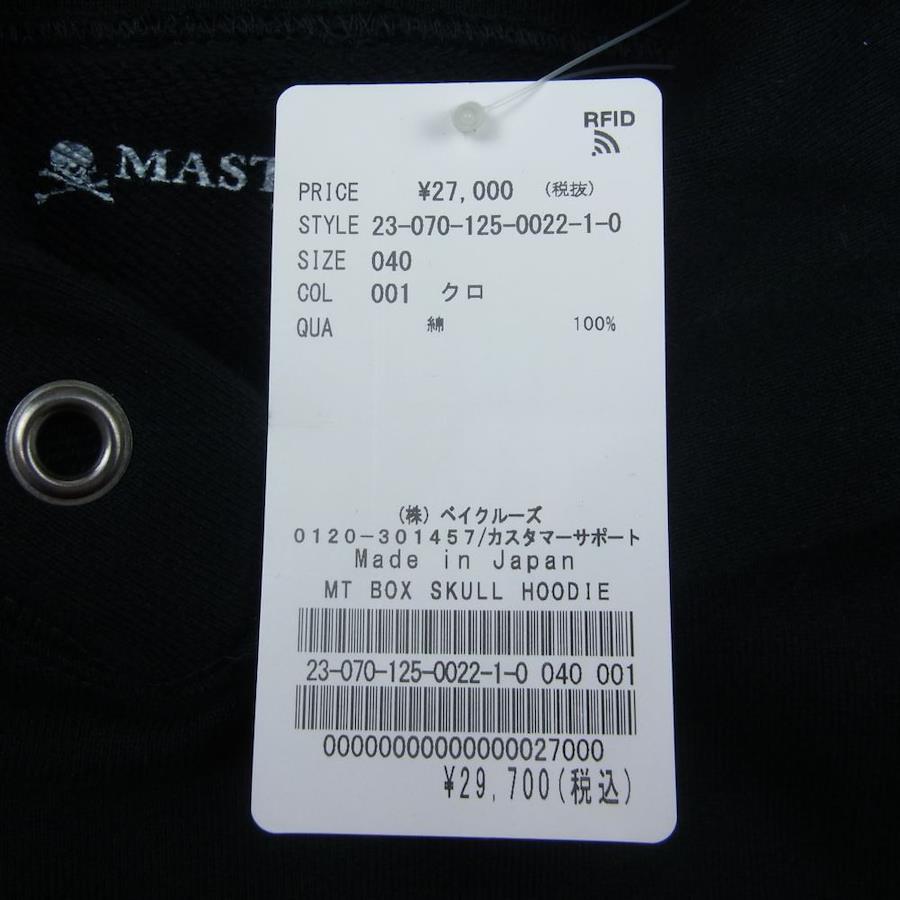 RFID
MAST
PRICE ¥27,000 (税抜)
STYLE 23-070-125-0022-1-0
SIZE 040
COL 001 クロ
QUA 綿 100%
(株) ベイクルーズ
0120-301457/カスタマーサポート
Made in Japan
MT BOX SKULL HOODIE
23-070-125-0022-1-0 040 001
00000000000000027000
¥29,700(税込)